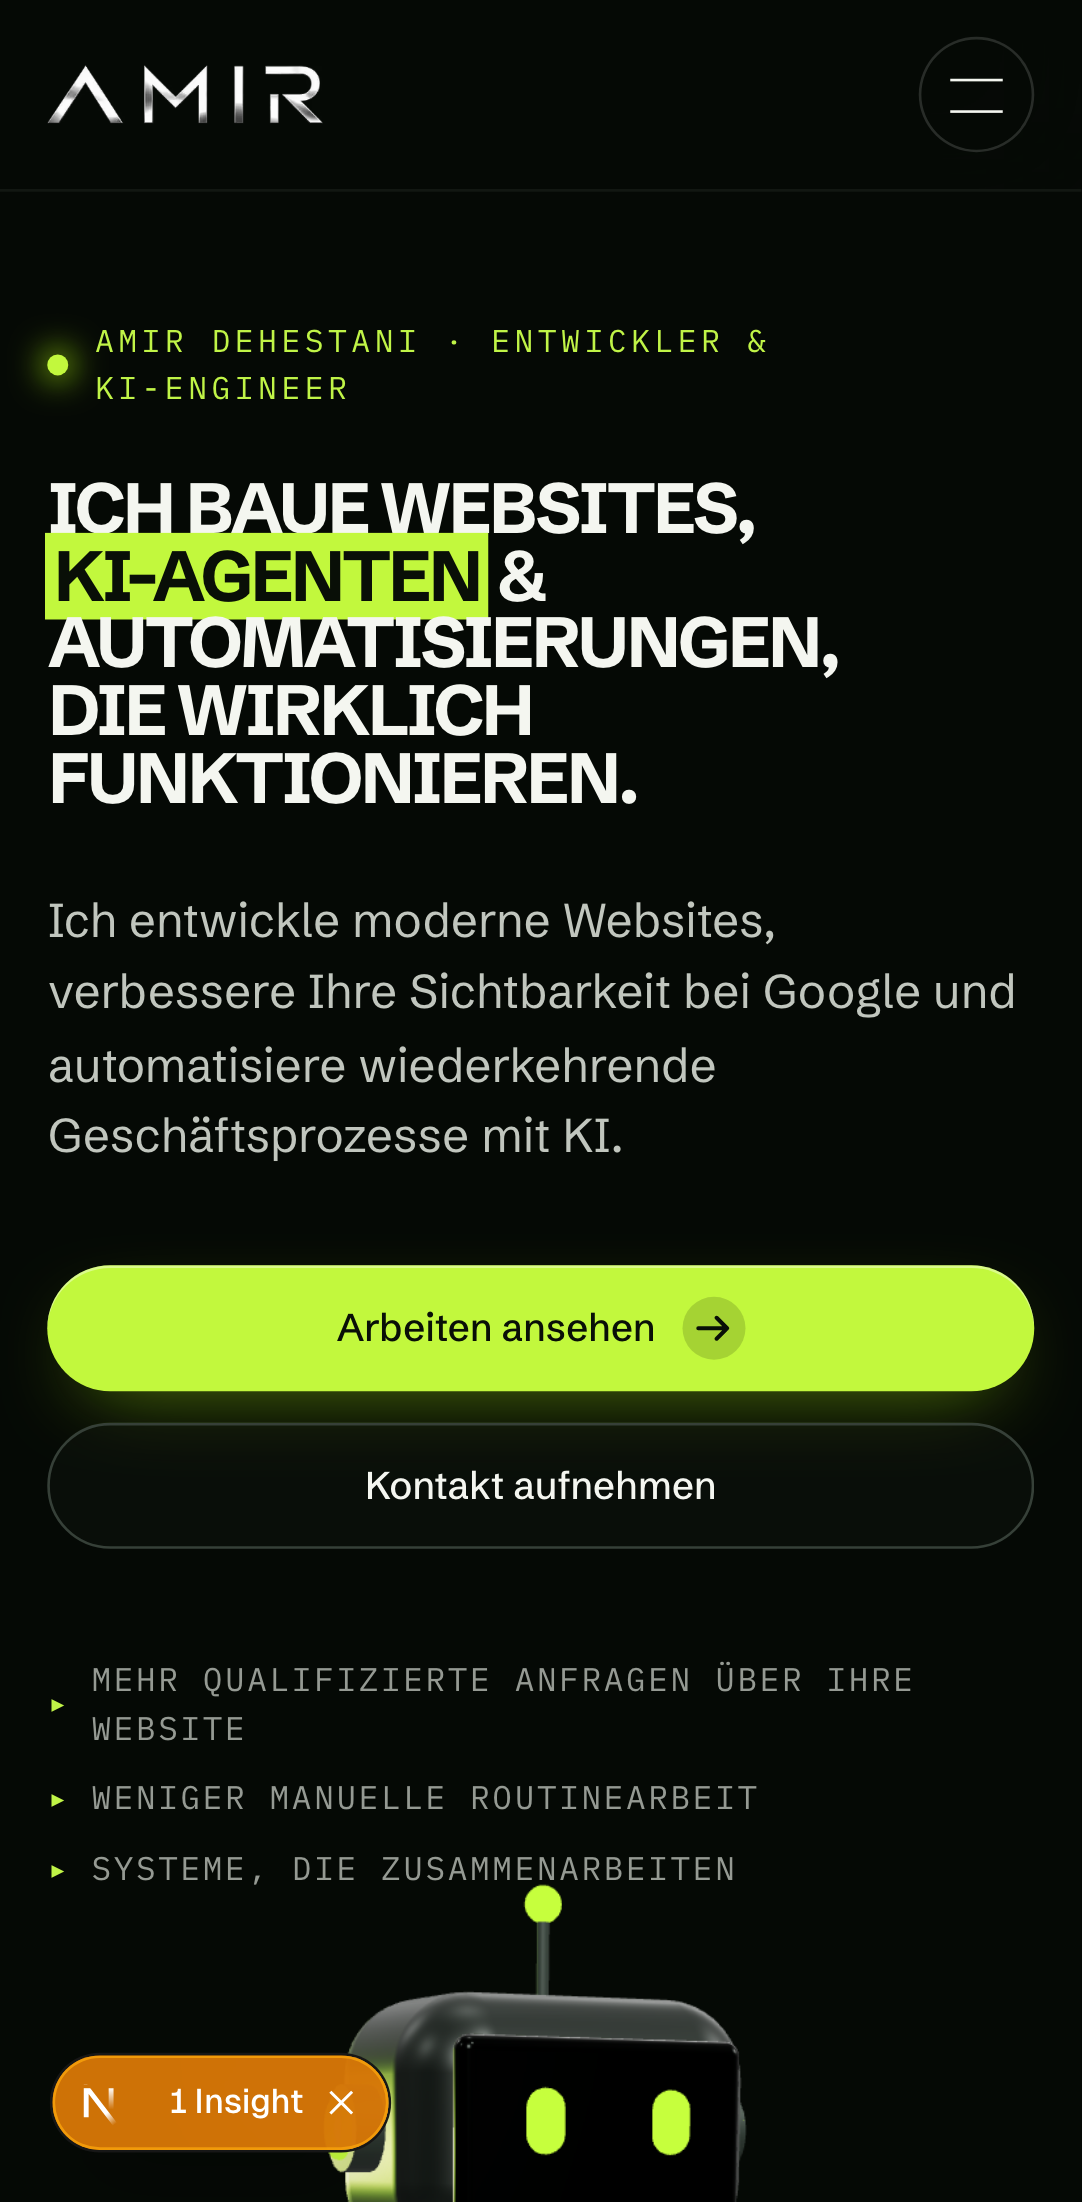 AMIR
AMIR DEHESTANI · ENTWICKLER &
KI-ENGINEER
ICH BAUE WEBSITES,
KI-AGENTEN &
AUTOMATISIERUNGEN,
DIE WIRKLICH
FUNKTIONIEREN.
Ich entwickle moderne Websites,
verbessere Ihre Sichtbarkeit bei Google und
automatisiere wiederkehrende
Geschäftsprozesse mit KI.
Arbeiten ansehen →
Kontakt aufnehmen
▸ MEHR QUALIFIZIERTE ANFRAGEN ÜBER IHRE
WEBSITE
▸ WENIGER MANUELLE ROUTINEARBEIT
▸ SYSTEME, DIE ZUSAMMENARBEITEN
N 1 Insight ×